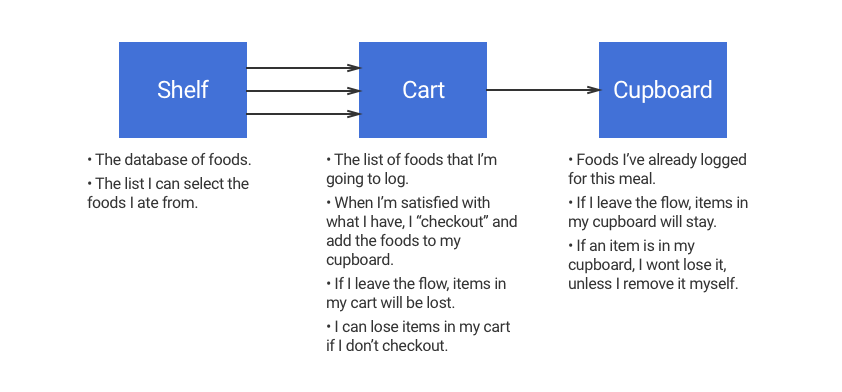 Shelf
Cart
Cupboard
• The database of foods.
• The list I can select the
foods I ate from.
• The list of foods that I'm
going to log.
• When I'm satisfied with
what I have, I “checkout” and
add the foods to my
cupboard.
• If I leave the flow, items in
my cart will be lost.
• I can lose items in my cart
if I don't checkout.
• Foods I've already logged
for this meal.
• If I leave the flow, items in
my cupboard will stay.
• If an item is in my
cupboard, I wont lose it,
unless I remove it myself.